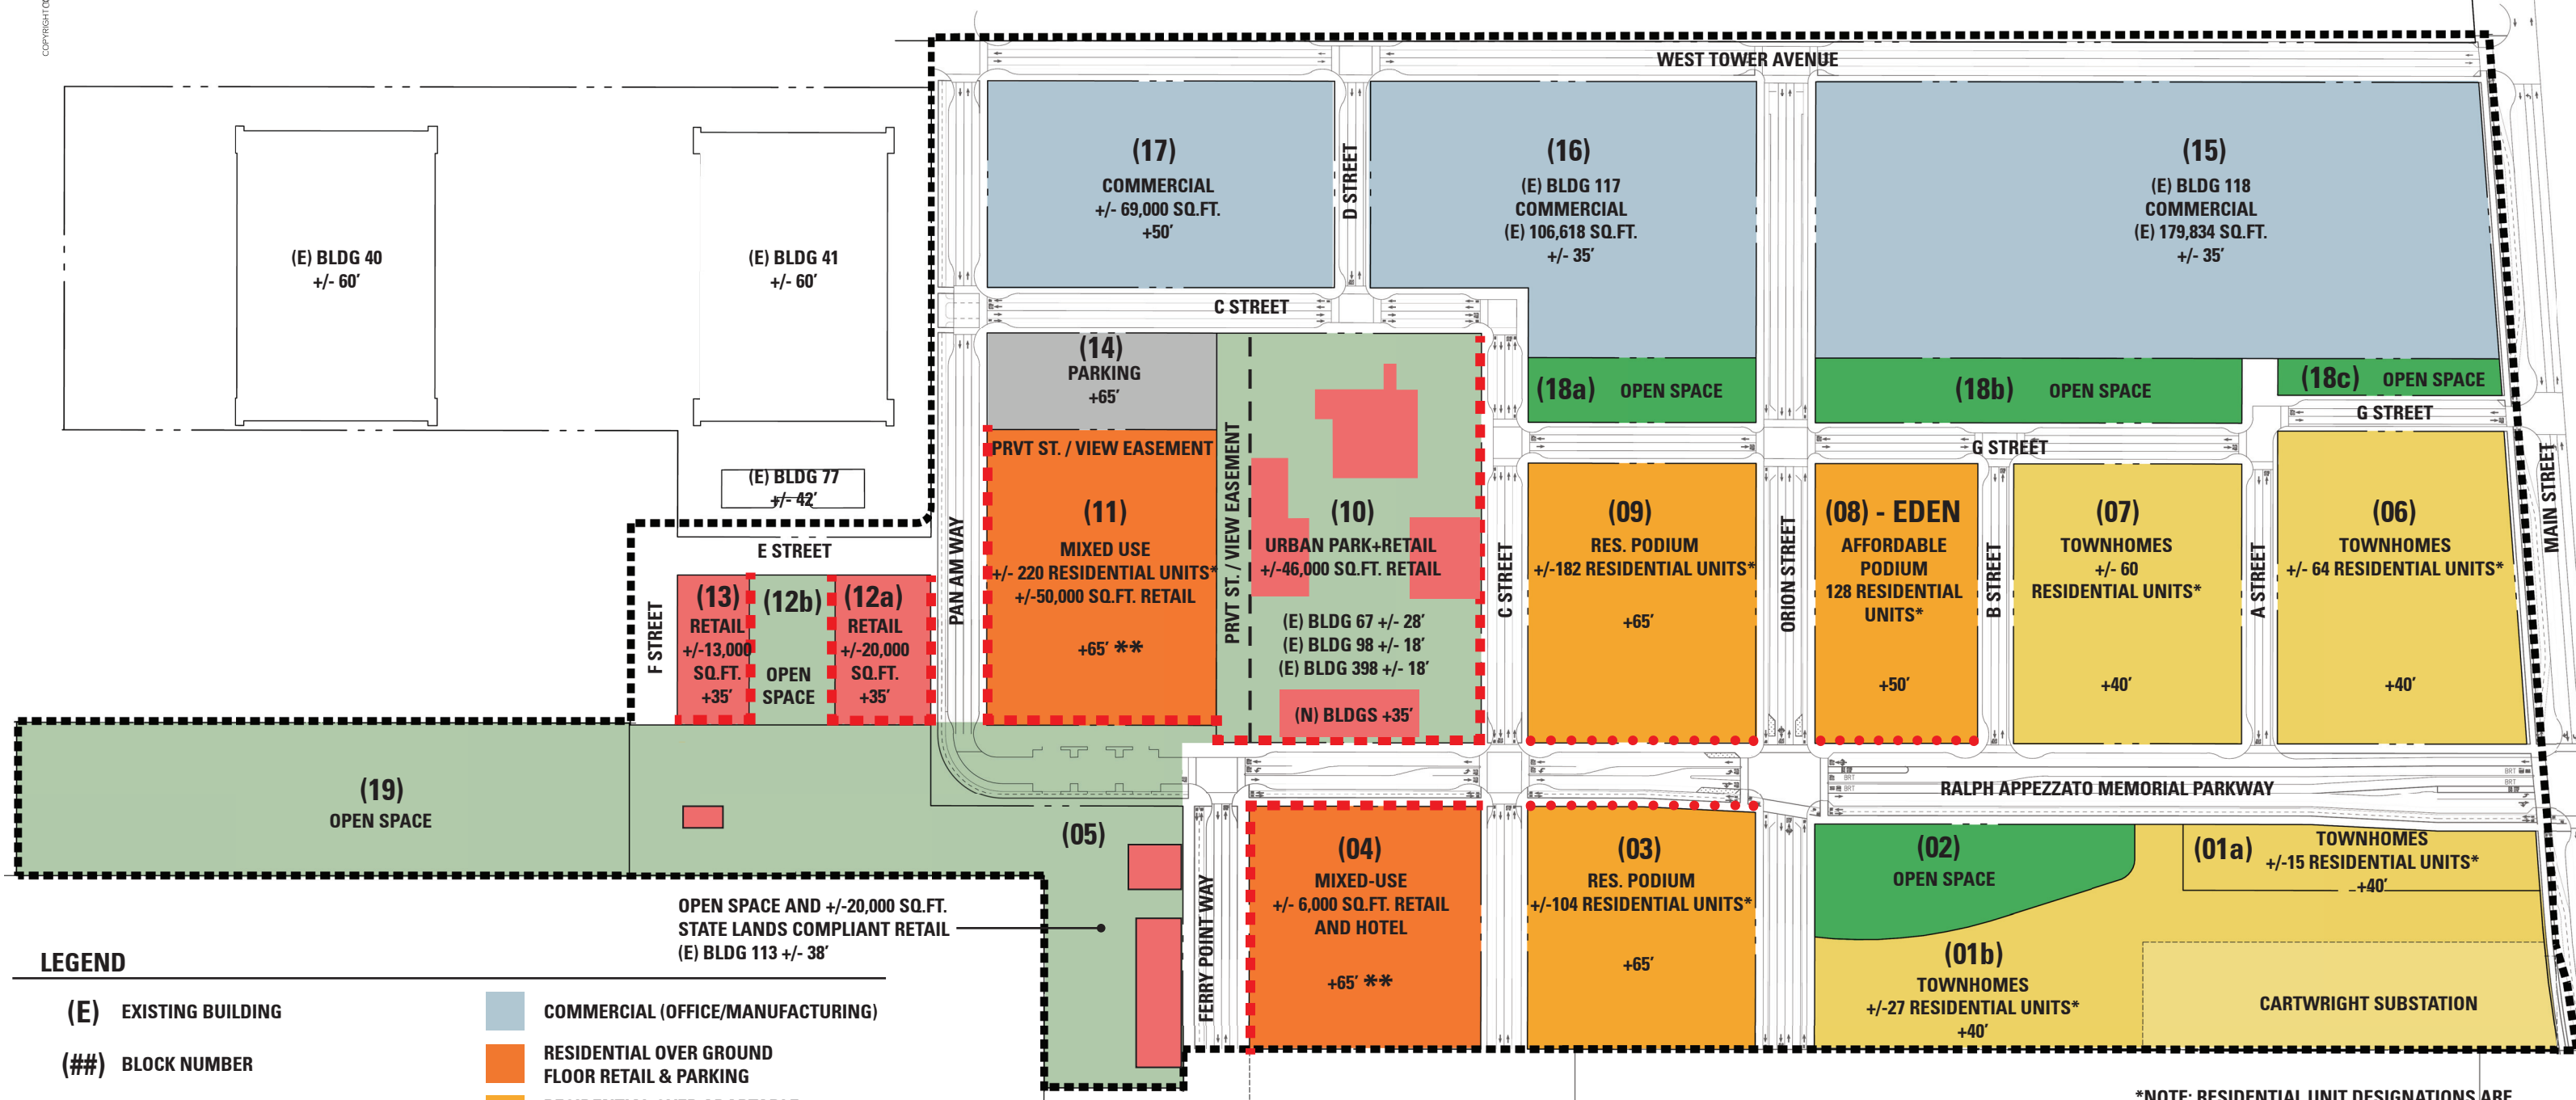 COPYRIGHT
WEST TOWER AVENUE
(17)
COMMERCIAL
+/- 69,000 SQ.FT.
+50'
D STREET
(16)
(E) BLDG 117
COMMERCIAL
(E) 106,618 SQ.FT.
+/- 35'
(15)
(E) BLDG 118
COMMERCIAL
(E) 179,834 SQ.FT.
+/- 35'
(E) BLDG 40
+/- 60'
(E) BLDG 41
+/- 60'
C STREET
(14)
PARKING
+65'
(18a) OPEN SPACE
(18b) OPEN SPACE
(18c) OPEN SPACE
G STREET
G STREET
MAIN STREET
(E) BLDG 77
+/- 42'
E STREET
F STREET
(13)
RETAIL
+/-13,000
SQ.FT.
+35'
(12b)
OPEN
SPACE
(12a)
RETAIL
+/-20,000
SQ.FT.
+35'
PAN AM WAY
PRVT ST. / VIEW EASEMENT
(11)
MIXED USE
+/- 220 RESIDENTIAL UNITS*
+/-50,000 SQ.FT. RETAIL
+65' **
PRVT ST. / VIEW EASEMENT
(10)
URBAN PARK+RETAIL
+/-46,000 SQ.FT. RETAIL
(E) BLDG 67 +/- 28'
(E) BLDG 98 +/- 18'
(E) BLDG 398 +/- 18'
(N) BLDGS +35'
C STREET
(09)
RES. PODIUM
+/-182 RESIDENTIAL UNITS*
+65'
ORION STREET
(08) - EDEN
AFFORDABLE
PODIUM
128 RESIDENTIAL
UNITS*
+50'
B STREET
(07)
TOWNHOMES
+/- 60
RESIDENTIAL UNITS*
+40'
A STREET
(06)
TOWNHOMES
+/- 64 RESIDENTIAL UNITS*
+40'
BRT
BRT
BRT
BRT
RALPH APPEZZATO MEMORIAL PARKWAY
(19)
OPEN SPACE
(05)
OPEN SPACE AND +/-20,000 SQ.FT.
STATE LANDS COMPLIANT RETAIL
(E) BLDG 113 +/- 38'
FERRY POINT WAY
(04)
MIXED-USE
+/- 6,000 SQ.FT. RETAIL
AND HOTEL
+65' **
(03)
RES. PODIUM
+/-104 RESIDENTIAL UNITS*
+65'
(02)
OPEN SPACE
(01a)
TOWNHOMES
+/-15 RESIDENTIAL UNITS*
+40'
(01b)
TOWNHOMES
+/-27 RESIDENTIAL UNITS*
+40'
CARTWRIGHT SUBSTATION
LEGEND
(E) EXISTING BUILDING
(##) BLOCK NUMBER
COMMERCIAL (OFFICE/MANUFACTURING)
RESIDENTIAL OVER GROUND
FLOOR RETAIL & PARKING
*NOTE: RESIDENTIAL UNIT DESIGNATIONS ARE